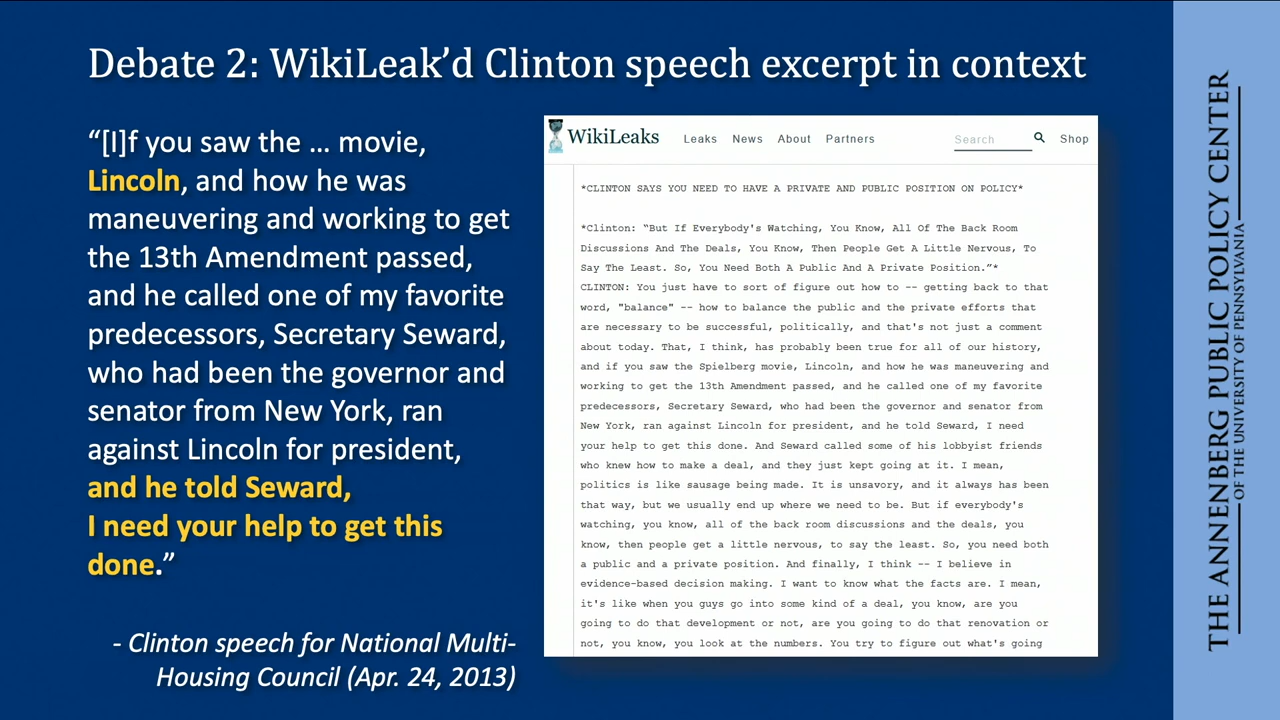 Debate 2: WikiLeak’d Clinton speech excerpt in context
“[I]f you saw the … movie,
Lincoln, and how he was
maneuvering and working to get
the 13th Amendment passed,
and he called one of my favorite
predecessors, Secretary Seward,
who had been the governor and
senator from New York, ran
against Lincoln for president,
and he told Seward,
I need your help to get this
done.”
- Clinton speech for National Multi-
Housing Council (Apr. 24, 2013)
WikiLeaks Leaks News About Partners Search Shop
*CLINTON SAYS YOU NEED TO HAVE A PRIVATE AND PUBLIC POSITION ON POLICY*
*Clinton: “But If Everybody's Watching, You Know, All Of The Back Room
Discussions And The Deals, You Know, Then People Get A Little Nervous, To
Say The Least. So, You Need Both A Public And A Private Position.”*
CLINTON: You just have to sort of figure out how to -- getting back to that
word, "balance" -- how to balance the public and the private efforts that
are necessary to be successful, politically, and that's not just a comment
about today. That, I think, has probably been true for all of our history,
and if you saw the Spielberg movie, Lincoln, and how he was maneuvering and
working to get the 13th Amendment passed, and he called one of my favorite
predecessors, Secretary Seward, who had been the governor and senator from
New York, ran against Lincoln for president, and he told Seward, I need
your help to get this done. And Seward called some of his lobbyist friends
who knew how to make a deal, and they just kept going at it. I mean,
politics is like sausage being made. It is unsavory, and it always has been
that way, but we usually end up where we need to be. But if everybody's
watching, you know, all of the back room discussions and the deals, you
know, then people get a little nervous, to say the least. So, you need both
a public and a private position. And finally, I think -- I believe in
evidence-based decision making. I want to know what the facts are. I mean,
it's like when you guys go into some kind of a deal, you know, are you
going to do that development or not, are you going to do that renovation or
not, you know, you look at the numbers. You try to figure out what's going
THE ANNENBERG PUBLIC POLICY CENTER
OF THE UNIVERSITY OF PENNSYLVANIA